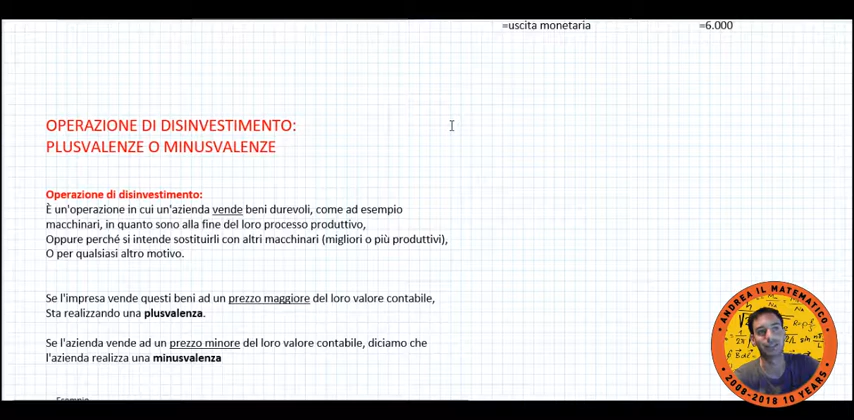 =uscita monetaria =6.000
OPERAZIONE DI DISINVESTIMENTO:
PLUSVALENZE O MINUSVALENZE
Operazione di disinvestimento:
È un'operazione in cui un'azienda vende beni durevoli, come ad esempio
macchinari, in quanto sono alla fine del loro processo produttivo,
Oppure perché si intende sostituirli con altri macchinari (migliori o più produttivi),
O per qualsiasi altro motivo.
Se l'impresa vende questi beni ad un prezzo maggiore del loro valore contabile,
Sta realizzando una plusvalenza.
Se l'azienda vende ad un prezzo minore del loro valore contabile, diciamo che
l'azienda realizza una minusvalenza
Esempio
ANDREA IL MATEMATICO
2008-2018 10 YEARS